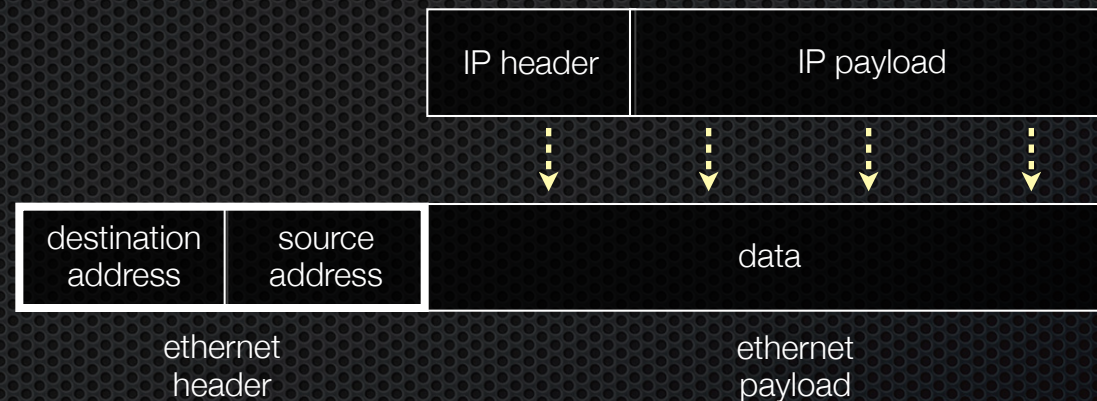 IP header
IP payload
destination
address
source
address
data
ethernet
header
ethernet
payload